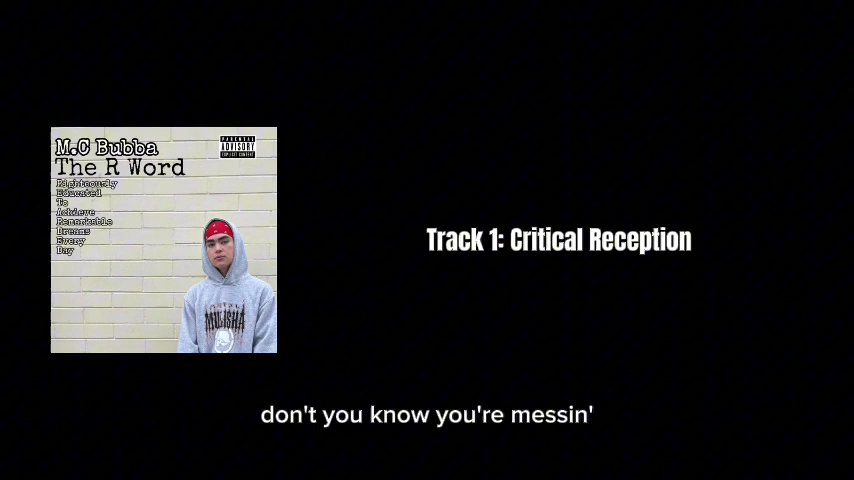 M.C Bubba
The R Word
Righteously
Educated
To
Achieve
Remarkable
Dreams
Every
Day
PARENTAL
ADVISORY
EXPLICIT CONTENT
MULISHA
Track 1: Critical Reception
don't you know you're messin'